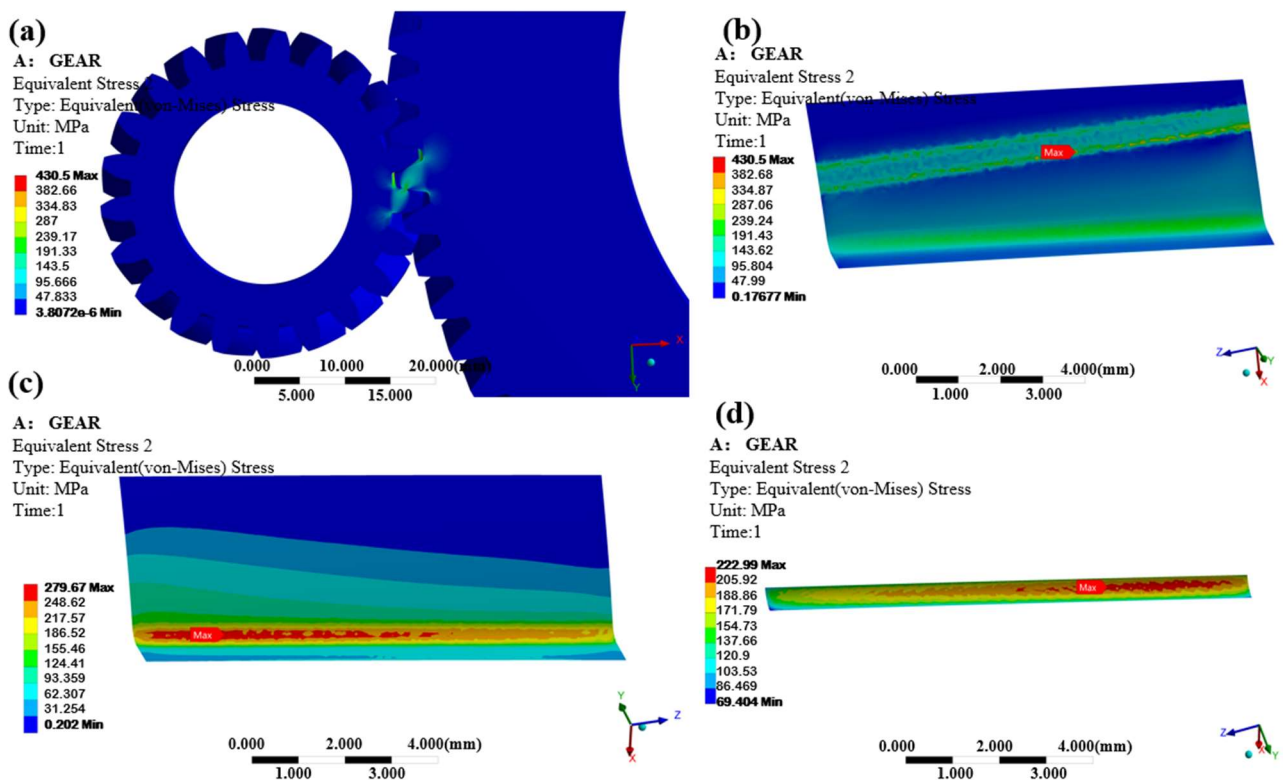 (a)
A: GEAR
Equivalent Stress 2
Type: Equivalent(von-Mises) Stress
Unit: MPa
Time:1
430.5 Max
382.66
334.83
287
239.17
191.33
143.5
95.666
47.833
3.8072e-6 Min
0.000 10.000 20.000(mm)
5.000 15.000
X
Y
(b)
A: GEAR
Equivalent Stress 2
Type: Equivalent(von-Mises) Stress
Unit: MPa
Time:1
430.5 Max
382.68
334.87
287.06
239.24
191.43
143.62
95.804
47.99
0.17677 Min
Max
0.000 2.000 4.000(mm)
1.000 3.000
Z
Y
X
(c)
A: GEAR
Equivalent Stress 2
Type: Equivalent(von-Mises) Stress
Unit: MPa
Time:1
279.67 Max
248.62
217.57
186.52
155.46
124.41
93.359
62.307
31.254
0.202 Min
Max
0.000 2.000 4.000(mm)
1.000 3.000
Y
Z
X
(d)
A: GEAR
Equivalent Stress 2
Type: Equivalent(von-Mises) Stress
Unit: MPa
Time:1
222.99 Max
205.92
188.86
171.79
154.73
137.66
120.9
103.53
86.469
69.404 Min
Max
0.000 2.000 4.000(mm)
1.000 3.000
Z
X
Y